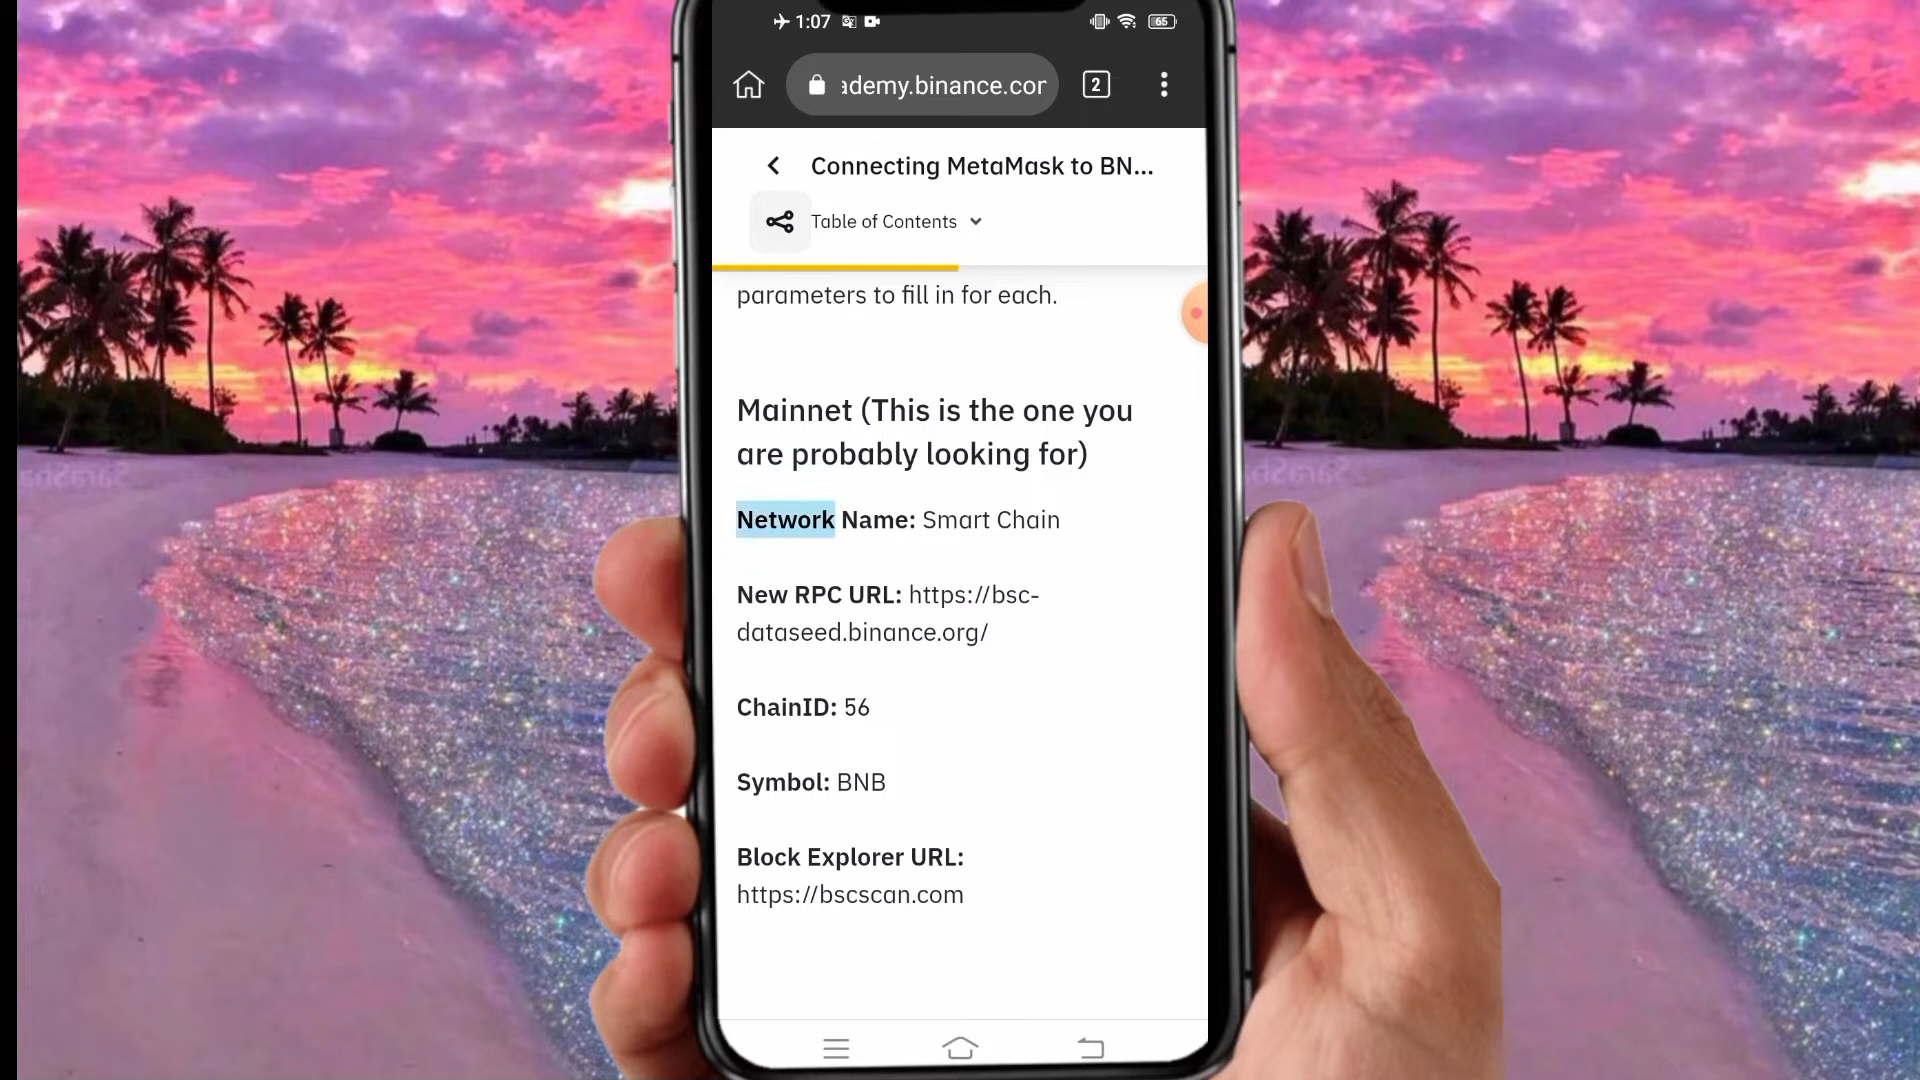 1:07
65
ademy.binance.cor
2
Connecting MetaMask to BN...
Table of Contents
parameters to fill in for each.
Mainnet (This is the one you
are probably looking for)
Network Name: Smart Chain
New RPC URL: https://bsc-
dataseed.binance.org/
ChainID: 56
Symbol: BNB
Block Explorer URL:
https://bscscan.com